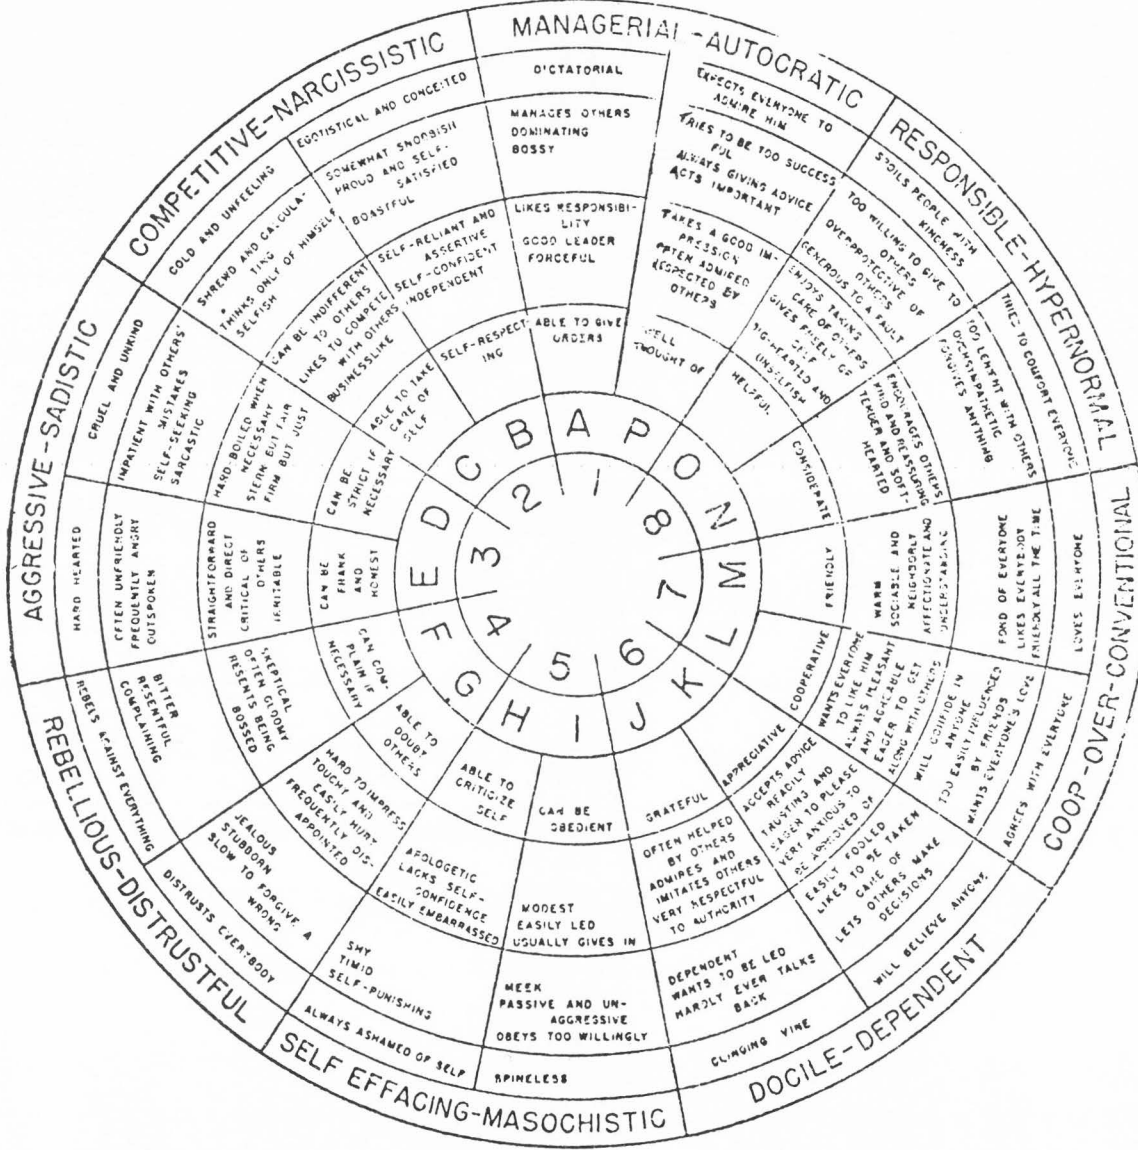 MANAGERIAL-AUTOCRATIC
RESPONSIBLE-HYPERNORMAL
COOP-OVER-CONVENTIONAL
DOCILE-DEPENDENT
SELF EFFACING-MASOCHISTIC
REBELLIOUS-DISTRUSTFUL
AGGRESSIVE-SADISTIC
COMPETITIVE-NARCISSISTIC
DICTATORIAL
MANAGES OTHERS
DOMINATING
BOSSY
LIKES RESPONSIBI-
LITY
GOOD LEADER
FORCEFUL
ABLE TO GIVE
ORDERS
EXPECTS EVERYONE TO
ADMIRE HIM
TRIES TO BE TOO SUCCESS
FUL
ALWAYS GIVING ADVICE
ACTS IMPORTANT
MAKES A GOOD IM-
PRESSION
OFTEN ADMIRED
RESPECTED BY
OTHERS
WELL
THOUGHT OF
SPOILS PEOPLE WITH
KINDNESS
TOO WILLING TO GIVE TO
OTHERS
OVERPROTECTIVE OF
OTHERS
GENEROUS TO A FAULT
ENJOYS TAKING
CARE OF OTHERS
GIVES FREELY OF
SELF
BIG-HEARTED AND
UNSELFISH
HELPFUL
TRIES TO COMFORT EVERYONE
TOO LENIENT WITH OTHERS
OVERSYMPATHETIC
FORGIVES ANYTHING
ENCOURAGES OTHERS
KIND AND REASSURING
TENDER AND SOFT-
HEARTED
CONSIDERATE
LOVES EVERYONE
FOND OF EVERYONE
LIKES EVERYBODY
FRIENDLY ALL THE TIME
WARM
SOCIABLE AND
NEIGHBORLY
AFFECTIONATE AND
UNDERSTANDING
FRIENDLY
AGREES WITH EVERYONE
WILL CONFIDE IN
ANYONE
TOO EASILY INFLUENCED
BY FRIENDS
WANTS EVERYONE'S LOVE
WANTS EVERYONE
TO LIKE HIM
ALWAYS PLEASANT
AND AGREEABLE
EAGER TO GET
ALONG WITH OTHERS
COOPERATIVE
WILL BELIEVE ANYONE
EASILY FOOLED
LIKES TO BE TAKEN
CARE OF
LETS OTHERS MAKE
DECISIONS
ACCEPTS ADVICE
READILY
TRUSTING AND
EAGER TO PLEASE
VERY ANXIOUS TO
BE APPROVED OF
APPRECIATIVE
CLINGING VINE
DEPENDENT
WANTS TO BE LED
HARDLY EVER TALKS
BACK
OFTEN HELPED
BY OTHERS
ADMIRES AND
IMITATES OTHERS
VERY RESPECTFUL
TO AUTHORITY
GRATEFUL
SPINELESS
MEEK
PASSIVE AND UN-
AGGRESSIVE
OBEYS TOO WILLINGLY
MODEST
EASILY LED
USUALLY GIVES IN
CAN BE
OBEDIENT
ALWAYS ASHAMED OF SELF
SHY
TIMID
SELF-PUNISHING
APOLOGETIC
LACKS SELF-
CONFIDENCE
EASILY EMBARRASSED
ABLE TO
CRITICIZE
SELF
DISTRUSTS EVERYBODY
JEALOUS
STUBBORN
SLOW TO FORGIVE A
WRONG
HARD TO IMPRESS
TOUCHY AND
EASILY HURT
FREQUENTLY DIS-
APPOINTED
ABLE TO
DOUBT
OTHERS
REBELS AGAINST EVERYTHING
BITTER
RESENTFUL
COMPLAINING
SKEPTICAL
OFTEN GLOOMY
RESENTS BEING
BOSSED
CAN COM-
PLAIN IF
NECESSARY
HARD HEARTED
OFTEN UNFRIENDLY
FREQUENTLY ANGRY
OUTSPOKEN
STRAIGHTFORWARD
AND DIRECT
CRITICAL OF
OTHERS
IRRITABLE
CAN BE
FRANK
AND
HONEST
CRUEL AND UNKIND
IMPATIENT WITH OTHERS'
MISTAKES
SELF-SEEKING
SARCASTIC
HARD-BOILED WHEN
NECESSARY
STERN BUT FAIR
FIRM BUT JUST
CAN BE
STRICT IF
NECESSARY
COLD AND UNFEELING
SHREWD AND CALCULA-
TING
THINKS ONLY OF HIMSELF
SELFISH
CAN BE INDIFFERENT
TO OTHERS
LIKES TO COMPETE
WITH OTHERS
BUSINESSLIKE
ABLE TO TAKE
CARE OF
SELF
EGOTISTICAL AND CONCEITED
SOMEWHAT SNOBBISH
PROUD AND SELF-
SATISFIED
BOASTFUL
SELF-RELIANT AND
ASSERTIVE
SELF-CONFIDENT
INDEPENDENT
SELF-RESPECT-
ING
A P O N M L K J I H G F E D C B
1 8 7 6 5 4 3 2